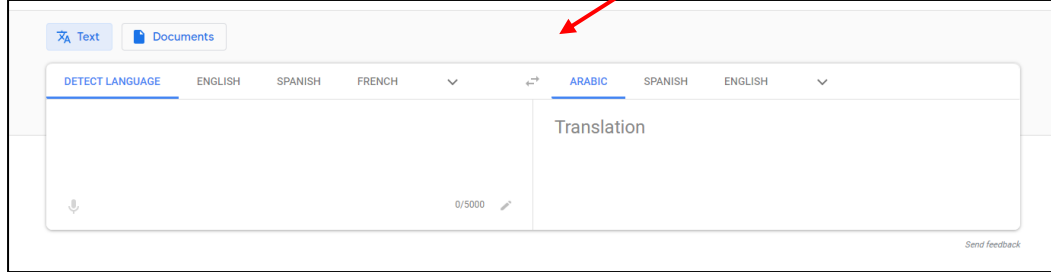 Text Documents
DETECT LANGUAGE ENGLISH SPANISH FRENCH ARABIC SPANISH ENGLISH
Translation
0/5000
Send feedback